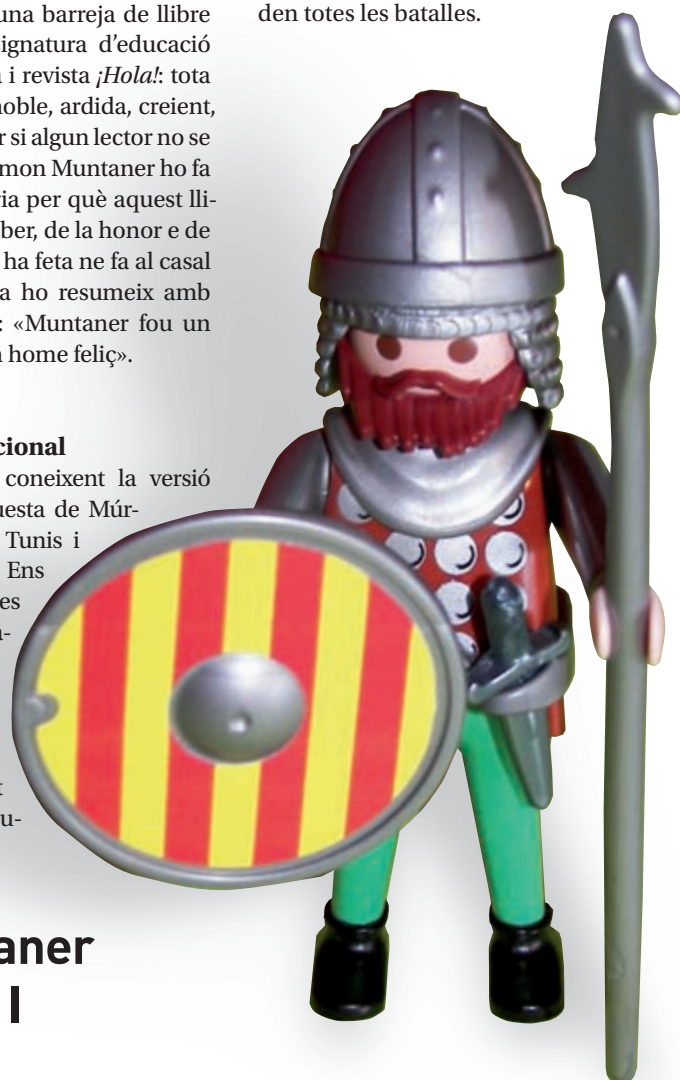 una barreja de llibre
signatura d'educació
i revista ¡Hola!: tota
noble, ardida, creient,
r si algun lector no se
mon Muntaner ho fa
ia per què aquest lli-
ber, de la honor e de
ha feta ne fa al casal
a ho resumeix amb
: «Muntaner fou un
home feliç».
cional
coneixent la versió
uesta de Múr-
Tunis i
Ens
es
a-
t
u-
aner
I
den totes les batalles.